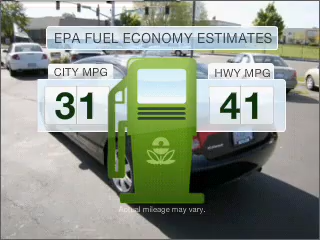 EPA FUEL ECONOMY ESTIMATES
CITY MPG
HWY MPG
31
41
Actual mileage may vary.